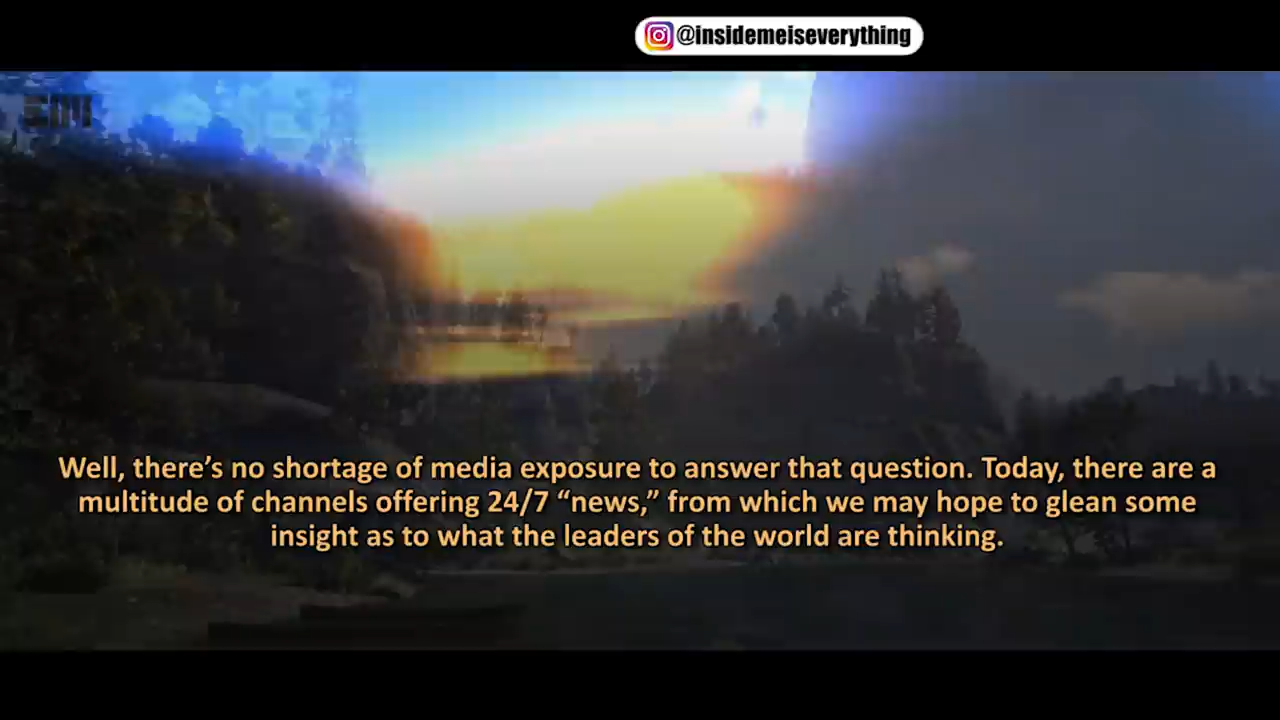 @insidemeiseverything
Well, there’s no shortage of media exposure to answer that question. Today, there are a
multitude of channels offering 24/7 “news,” from which we may hope to glean some
insight as to what the leaders of the world are thinking.